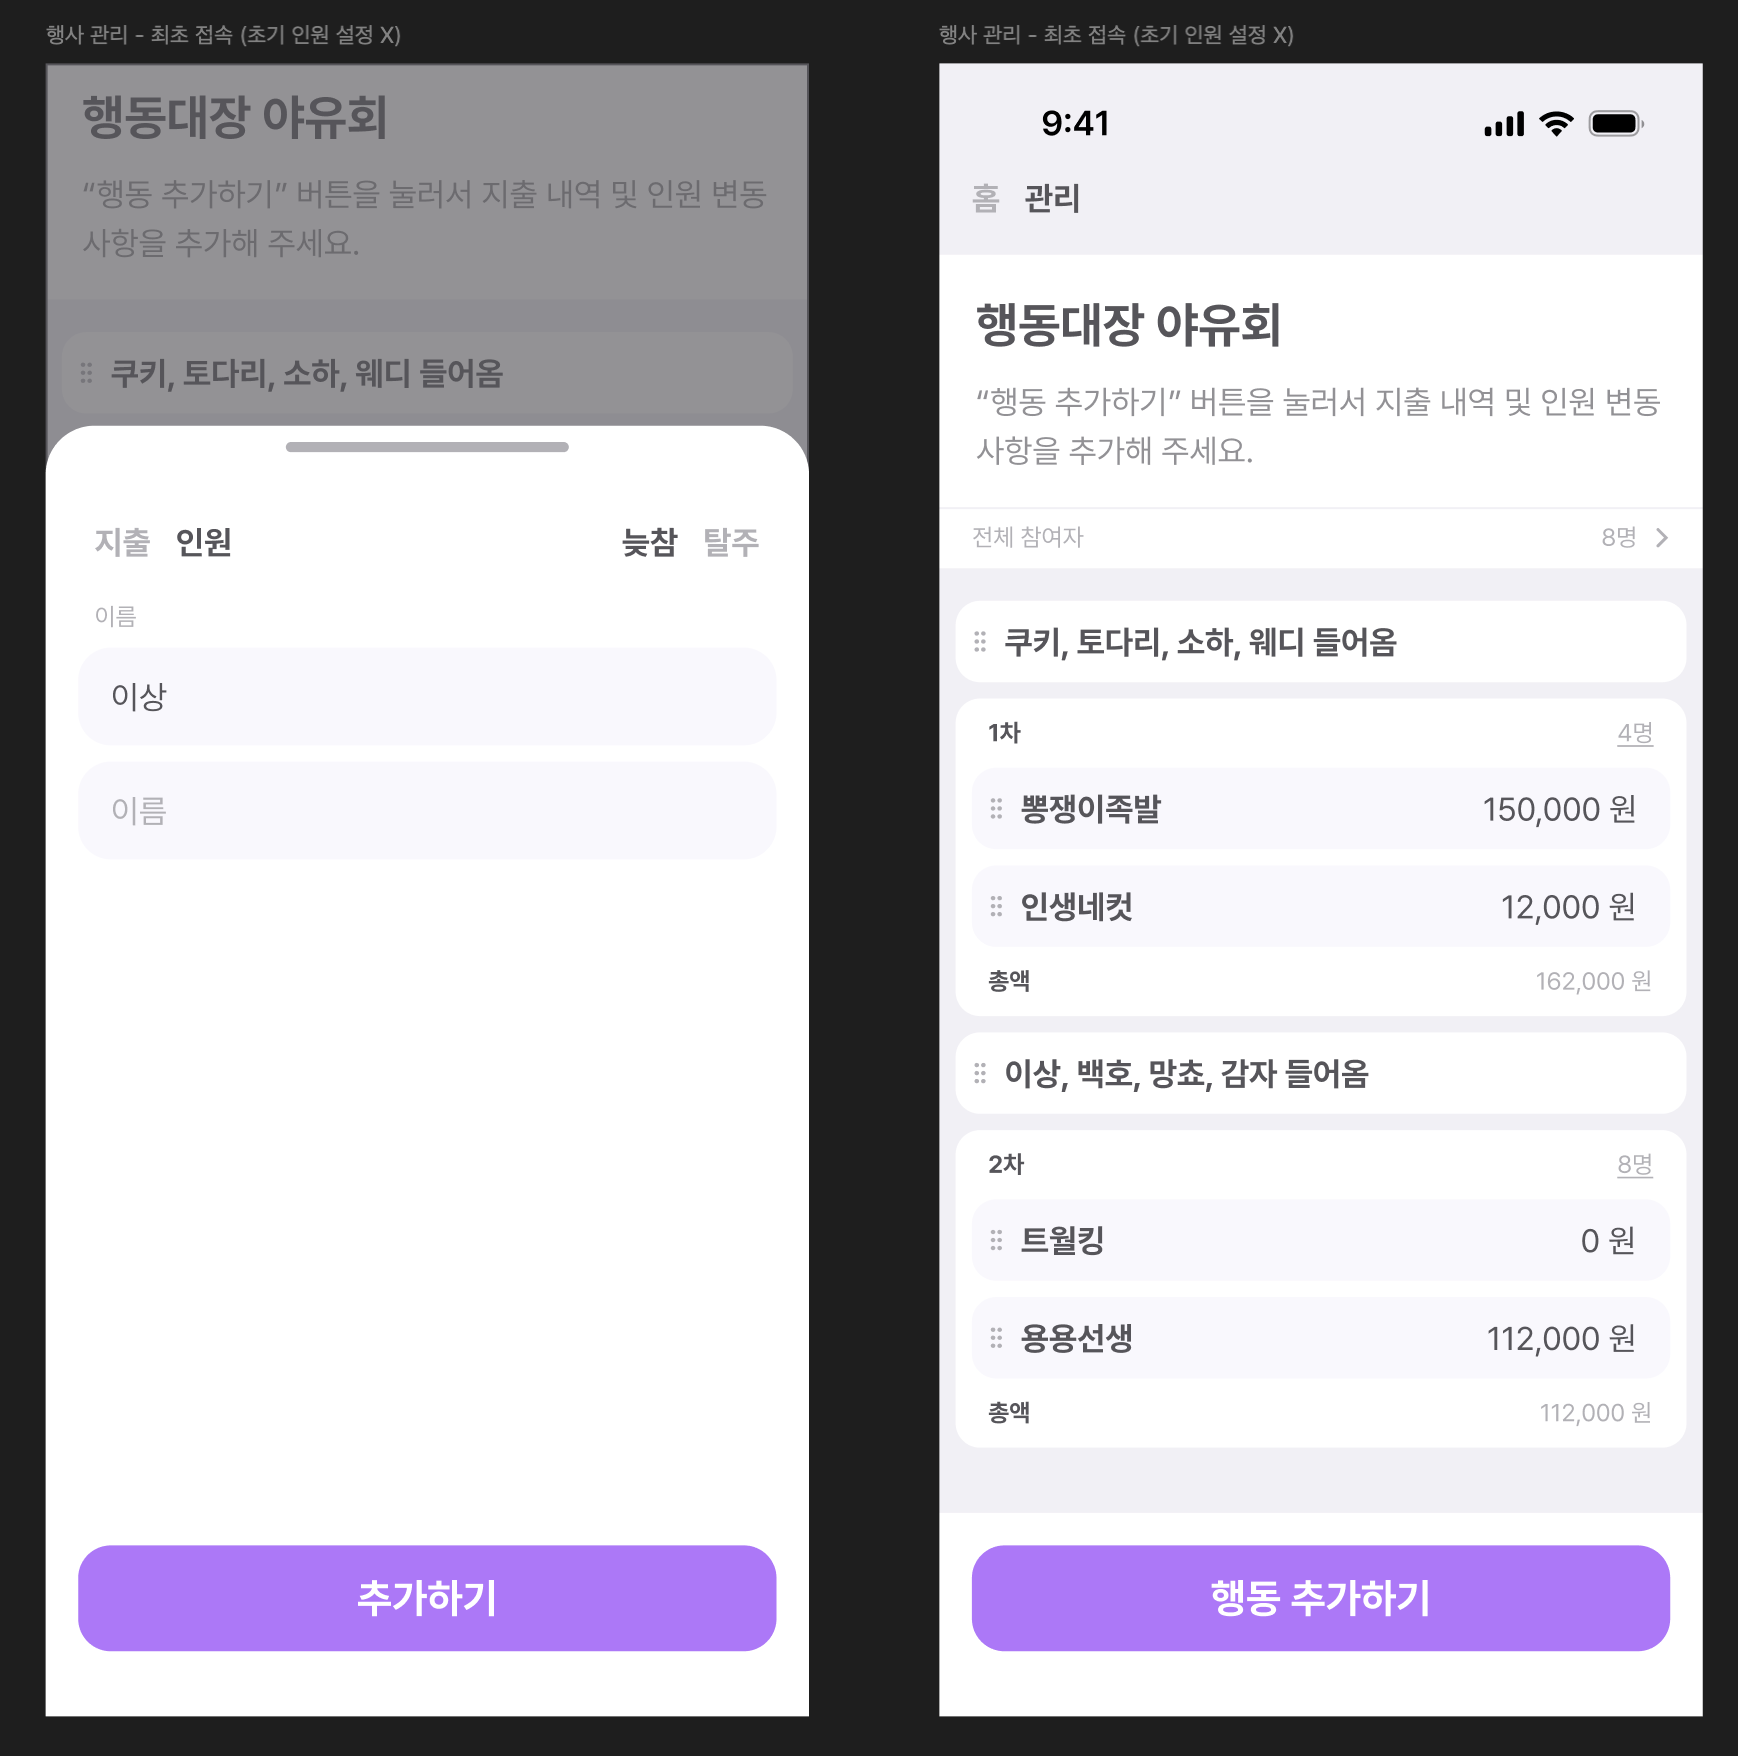 행사 관리 - 최초 접속 (초기 인원 설정 X)
행동대장 야유회
“행동 추가하기” 버튼을 눌러서 지출 내역 및 인원 변동
사항을 추가해 주세요.
쿠키, 토다리, 소하, 웨디 들어옴
지출 인원 늦참 탈주
이름
이상
이름
추가하기
행사 관리 - 최초 접속 (초기 인원 설정 X)
9:41
홈 관리
행동대장 야유회
“행동 추가하기” 버튼을 눌러서 지출 내역 및 인원 변동
사항을 추가해 주세요.
전체 참여자 8명
쿠키, 토다리, 소하, 웨디 들어옴
1차 4명
뽕쟁이족발 150,000 원
인생네컷 12,000 원
총액 162,000 원
이상, 백호, 망쵸, 감자 들어옴
2차 8명
트월킹 0 원
용용선생 112,000 원
총액 112,000 원
행동 추가하기